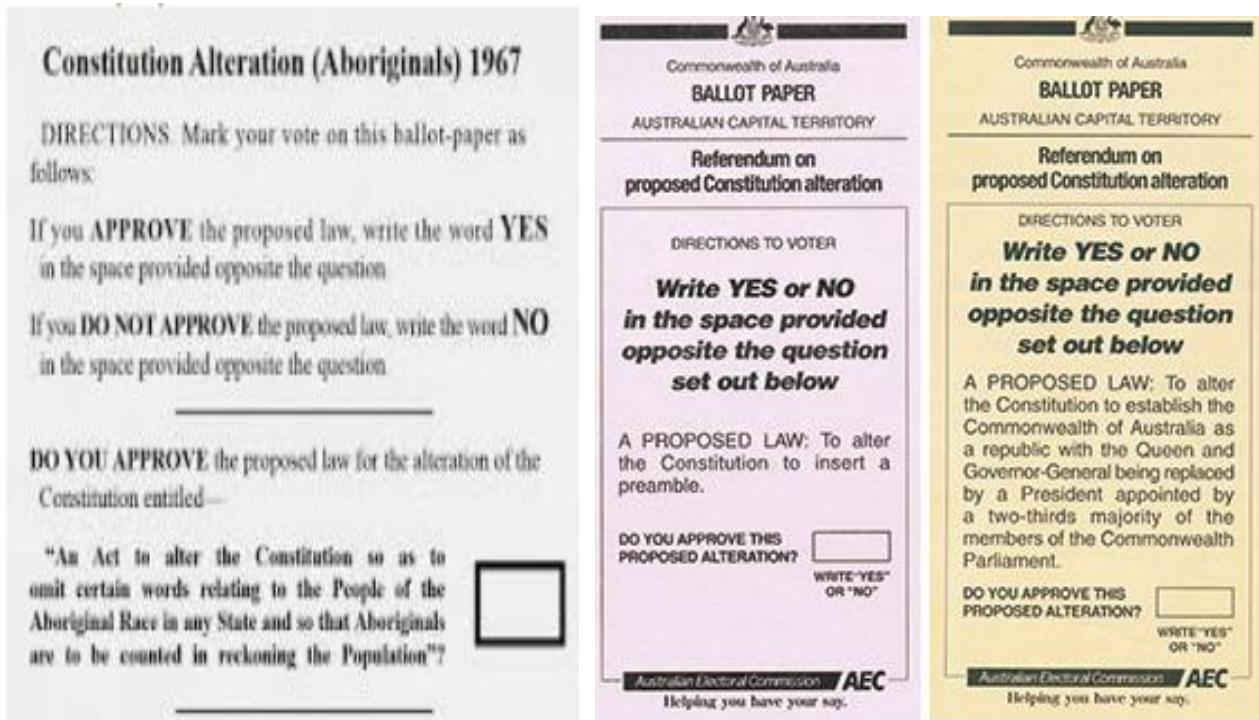 Constitution Alteration (Aboriginals) 1967
DIRECTIONS. Mark your vote on this ballot-paper as
follows:
If you APPROVE the proposed law, write the word YES
in the space provided opposite the question
If you DO NOT APPROVE the proposed law, write the word NO
in the space provided opposite the question
DO YOU APPROVE the proposed law for the alteration of the
Constitution entitled—
"An Act to alter the Constitution so as to
omit certain words relating to the People of the
Aboriginal Race in any State and so that Aboriginals
are to be counted in reckoning the Population"?
Commonwealth of Australia
BALLOT PAPER
AUSTRALIAN CAPITAL TERRITORY
Referendum on
proposed Constitution alteration
DIRECTIONS TO VOTER
Write YES or NO
in the space provided
opposite the question
set out below
A PROPOSED LAW: To alter
the Constitution to insert a
preamble.
DO YOU APPROVE THIS
PROPOSED ALTERATION?
WRITE "YES"
OR "NO"
Australian Electoral Commission AEC
Helping you have your say.
Commonwealth of Australia
BALLOT PAPER
AUSTRALIAN CAPITAL TERRITORY
Referendum on
proposed Constitution alteration
DIRECTIONS TO VOTER
Write YES or NO
in the space provided
opposite the question
set out below
A PROPOSED LAW: To alter
the Constitution to establish the
Commonwealth of Australia as
a republic with the Queen and
Governor-General being replaced
by a President appointed by
a two-thirds majority of the
members of the Commonwealth
Parliament.
DO YOU APPROVE THIS
PROPOSED ALTERATION?
WRITE "YES"
OR "NO"
Australian Electoral Commission AEC
Helping you have your say.